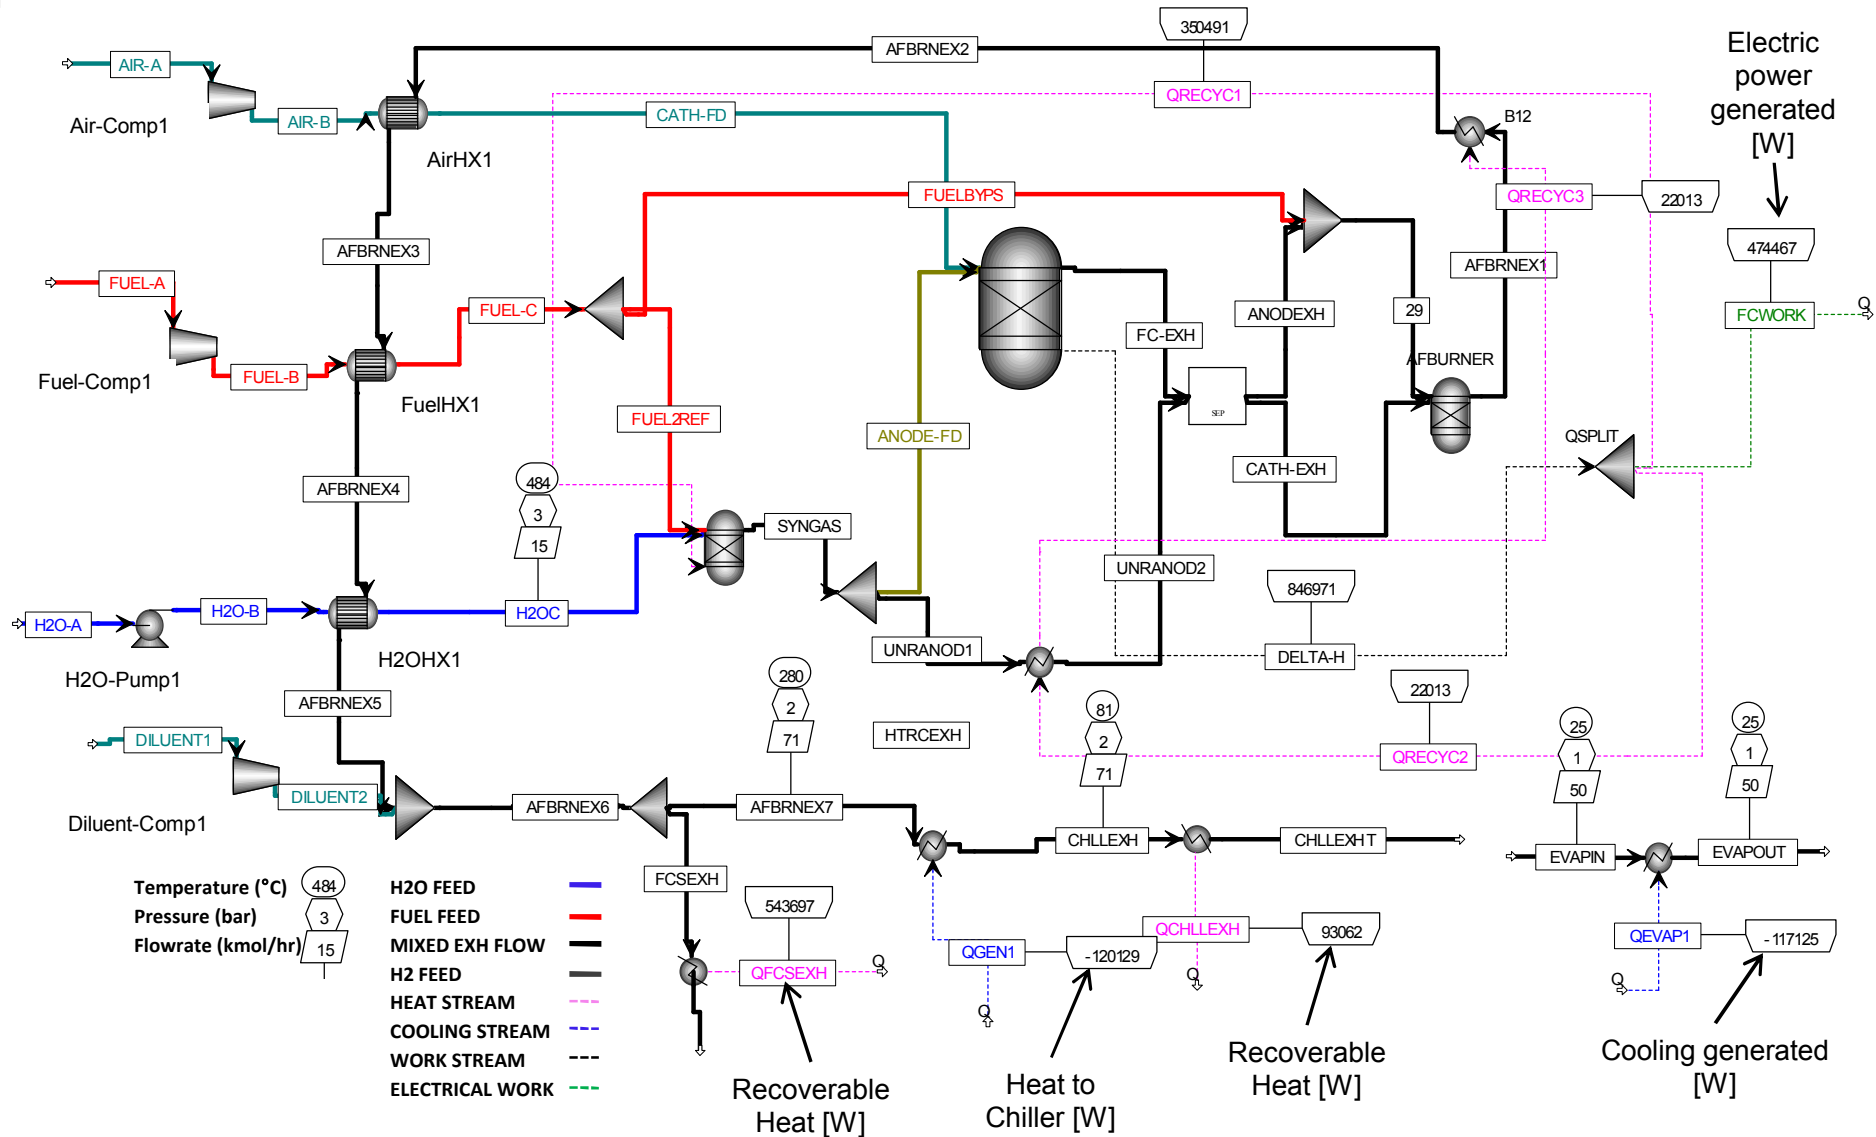 350491
AFBRNEX2
Electric
power
generated
[W]
AIR-A
QRECYC1
AIR-B
CATH-FD
B12
Air-Comp1
AirHX1
FUELBYPS
QRECYC3
22013
AFBRNEX3
474467
AFBRNEX1
FUEL-A
FUEL-C
ANODEXH
29
FCWORK
Q
FC-EXH
AFBURNER
Fuel-Comp1
FUEL-B
FuelHX1
SEP
FUEL2REF
ANODE-FD
QSPLIT
CATH-EXH
484
3
15
AFBRNEX4
SYNGAS
UNRANOD2
846971
H2O-A
H2O-B
H2OC
UNRANOD1
DELTA-H
H2O-Pump1
H2OHX1
280
2
71
22013
AFBRNEX5
81
2
71
25
1
50
25
1
50
DILUENT1
HTRCEXH
QRECYC2
DILUENT2
AFBRNEX6
AFBRNEX7
Diluent-Comp1
CHLLEXH
CHLLEXHT
EVAPIN
EVAPOUT
FCSEXH
Temperature (°C)
484
Pressure (bar)
3
Flowrate (kmol/hr)
15
H2O FEED
FUEL FEED
MIXED EXH FLOW
H2 FEED
HEAT STREAM
COOLING STREAM
WORK STREAM
ELECTRICAL WORK
543697
QFCSEXH
Q
QGEN1
-120129
Q
QCHLLEXH
93062
Q
QEVAP1
-117125
Q
Recoverable
Heat [W]
Heat to
Chiller [W]
Recoverable
Heat [W]
Cooling generated
[W]